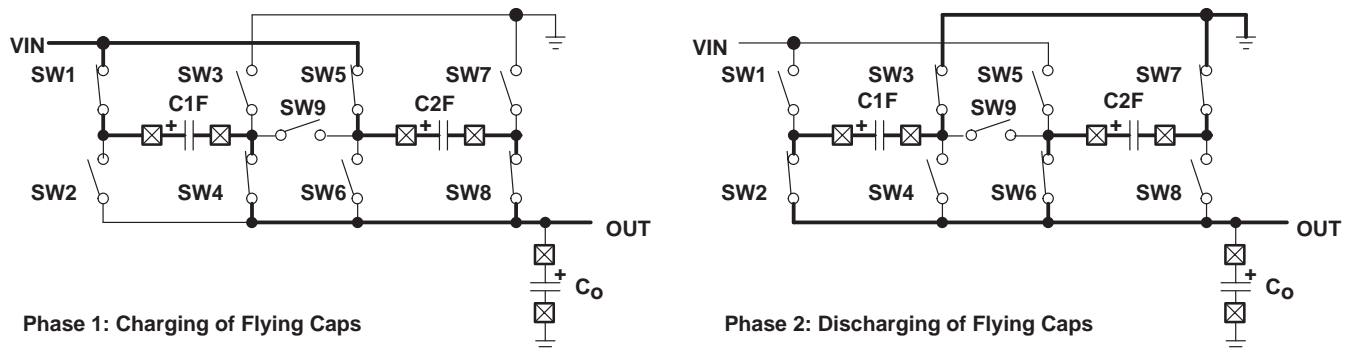 VIN
SW1 SW3 SW5 SW7
C1F SW9 C2F
+ +
SW2 SW4 SW6 SW8
OUT
+
Co
Phase 1: Charging of Flying Caps
VIN
SW1 SW3 SW5 SW7
C1F SW9 C2F
+ +
SW2 SW4 SW6 SW8
OUT
+
Co
Phase 2: Discharging of Flying Caps